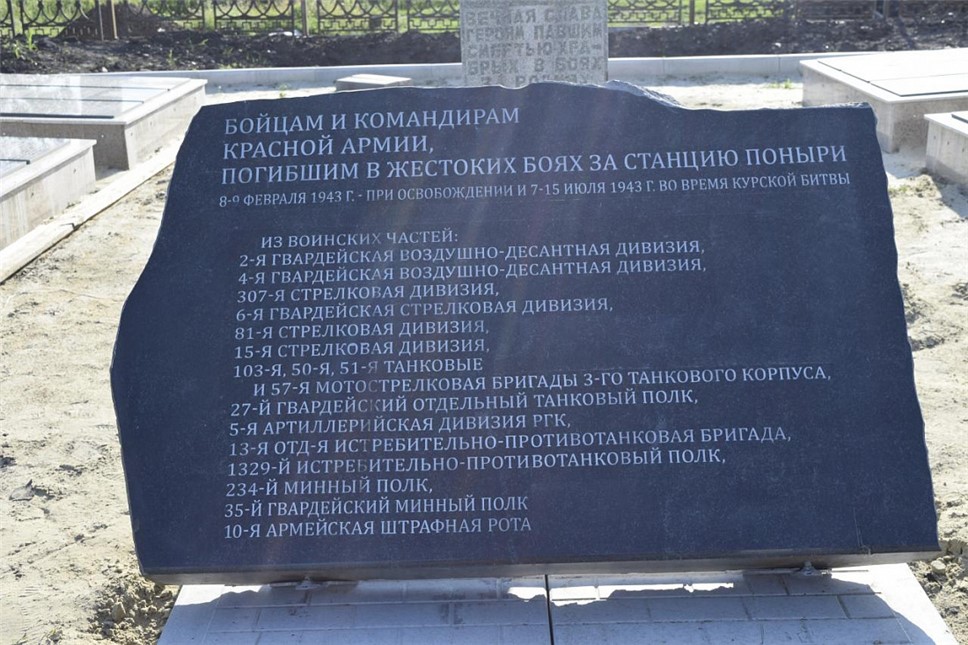 ВЕЧНАЯ СЛАВА
ГЕРОЯМ ПАВШИМ
СМЕРТЬЮ ХРА-
БРЫХ В БОЯХ
БОЙЦАМ И КОМАНДИРАМ
КРАСНОЙ АРМИИ,
ПОГИБШИМ В ЖЕСТОКИХ БОЯХ ЗА СТАНЦИЮ ПОНЫРИ
8-9 ФЕВРАЛЯ 1943 Г. - ПРИ ОСВОБОЖДЕНИИ И 7-15 ИЮЛЯ 1943 Г. ВО ВРЕМЯ КУРСКОЙ БИТВЫ
ИЗ ВОИНСКИХ ЧАСТЕЙ:
2-Я ГВАРДЕЙСКАЯ ВОЗДУШНО-ДЕСАНТНАЯ ДИВИЗИЯ,
4-Я ГВАРДЕЙСКАЯ ВОЗДУШНО-ДЕСАНТНАЯ ДИВИЗИЯ,
307-Я СТРЕЛКОВАЯ ДИВИЗИЯ,
6-Я ГВАРДЕЙСКАЯ СТРЕЛКОВАЯ ДИВИЗИЯ,
81-Я СТРЕЛКОВАЯ ДИВИЗИЯ,
15-Я СТРЕЛКОВАЯ ДИВИЗИЯ,
103-Я, 50-Я, 51-Я ТАНКОВЫЕ
И 57-Я МОТОСТРЕЛКОВАЯ БРИГАДЫ 3-ГО ТАНКОВОГО КОРПУСА,
27-Й ГВАРДЕЙСКИЙ ОТДЕЛЬНЫЙ ТАНКОВЫЙ ПОЛК,
5-Я АРТИЛЛЕРИЙСКАЯ ДИВИЗИЯ РГК,
13-Я ОТД-Я ИСТРЕБИТЕЛЬНО-ПРОТИВОТАНКОВАЯ БРИГАДА,
1329-Й ИСТРЕБИТЕЛЬНО-ПРОТИВОТАНКОВЫЙ ПОЛК,
234-Й МИННЫЙ ПОЛК,
35-Й ГВАРДЕЙСКИЙ МИННЫЙ ПОЛК
10-Я АРМЕЙСКАЯ ШТРАФНАЯ РОТА